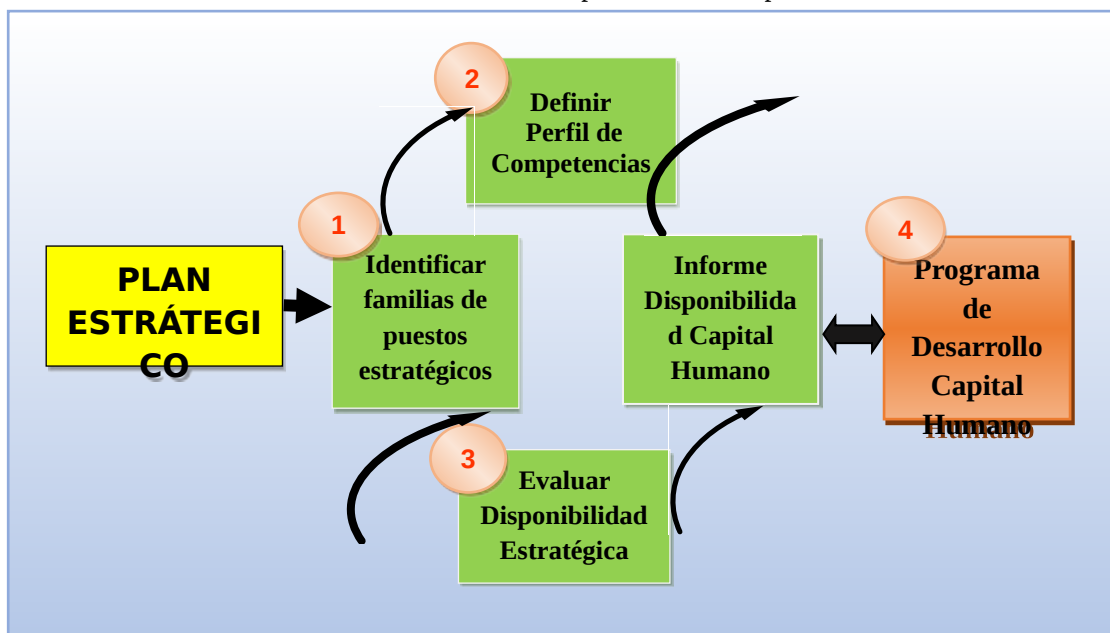 2
Definir
Perfil de
Competencias
1
Identificar
familias de
puestos
estratégicos
PLAN
ESTRÁTEGI
CO
Informe
Disponibilida
d Capital
Humano
4
Programa
de
Desarrollo
Capital
Humano
3
Evaluar
Disponibilidad
Estratégica